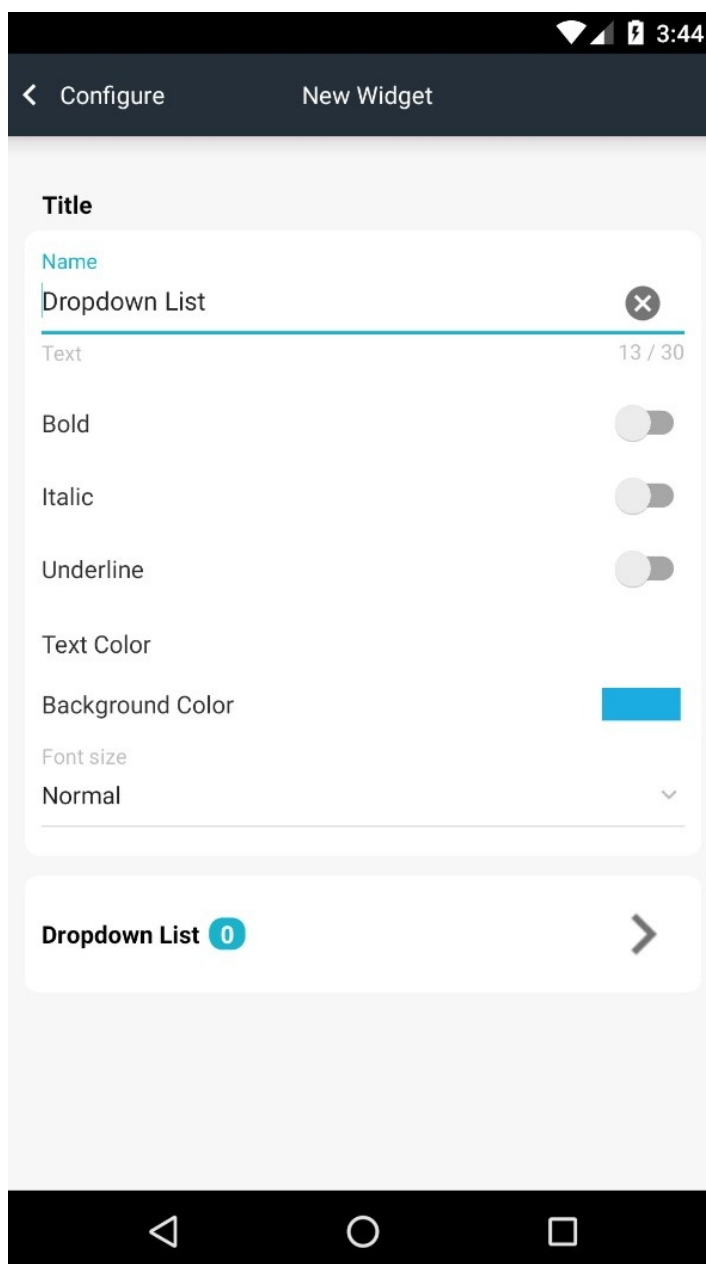 3:44
Configure New Widget
Title
Name
Dropdown List
Text 13 / 30
Bold
Italic
Underline
Text Color
Background Color
Font size
Normal
Dropdown List 0